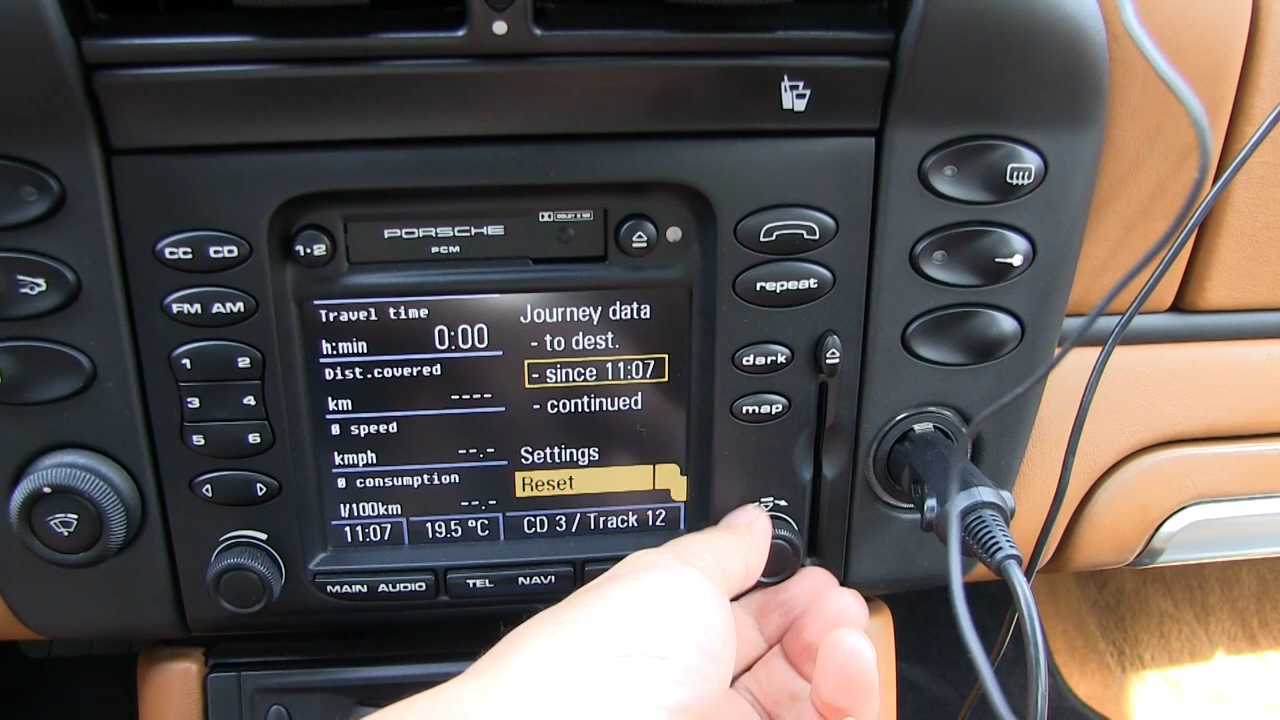 DOLBY B NR
PORSCHE
PCM
1•2
CC CD
FM AM
1 2
3 4
5 6
repeat
dark
map
Travel time
h:min 0:00
Dist.covered
km ----
Ø speed
kmph --.-
Ø consumption
l/100km --.-
Journey data
- to dest.
- since 11:07
- continued
Settings
Reset
11:07 19.5 °C CD 3 / Track 12
MAIN AUDIO TEL NAVI